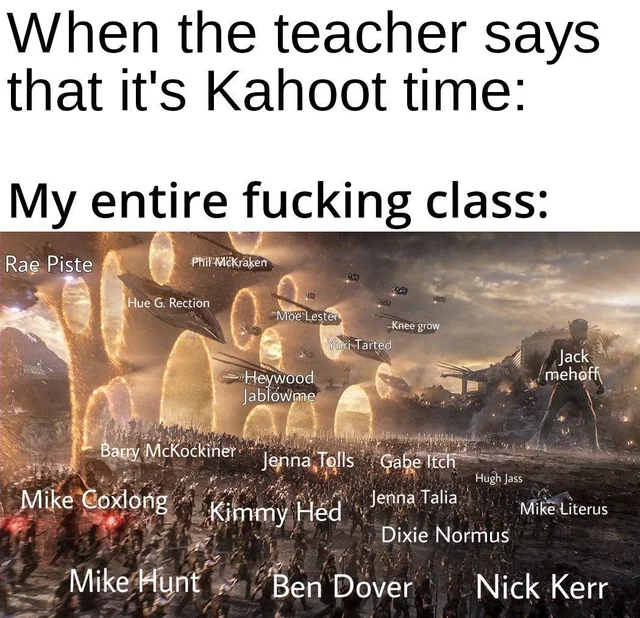 When the teacher says
that it's Kahoot time:
My entire fucking class:
Rae Piste
Phil McKraken
Hue G. Rection
Moe Lester
Knee grow
Yuri Tarted
Jack
mehoff
Heywood
Jablowme
Barry McKockiner
Jenna Tolls
Gabe Itch
Hugh Jass
Mike Coxlong
Kimmy Hed
Jenna Talia
Mike Literus
Dixie Normus
Mike Hunt
Ben Dover
Nick Kerr